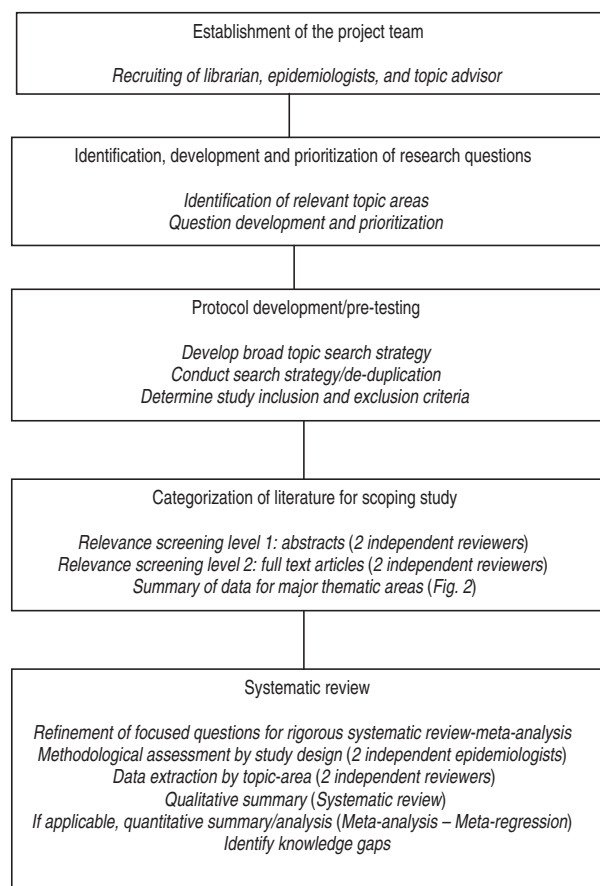 Establishment of the project team
Recruiting of librarian, epidemiologists, and topic advisor
Identification, development and prioritization of research questions
Identification of relevant topic areas
Question development and prioritization
Protocol development/pre-testing
Develop broad topic search strategy
Conduct search strategy/de-duplication
Determine study inclusion and exclusion criteria
Categorization of literature for scoping study
Relevance screening level 1: abstracts (2 independent reviewers)
Relevance screening level 2: full text articles (2 independent reviewers)
Summary of data for major thematic areas (Fig. 2)
Systematic review
Refinement of focused questions for rigorous systematic review-meta-analysis
Methodological assessment by study design (2 independent epidemiologists)
Data extraction by topic-area (2 independent reviewers)
Qualitative summary (Systematic review)
If applicable, quantitative summary/analysis (Meta-analysis – Meta-regression)
Identify knowledge gaps